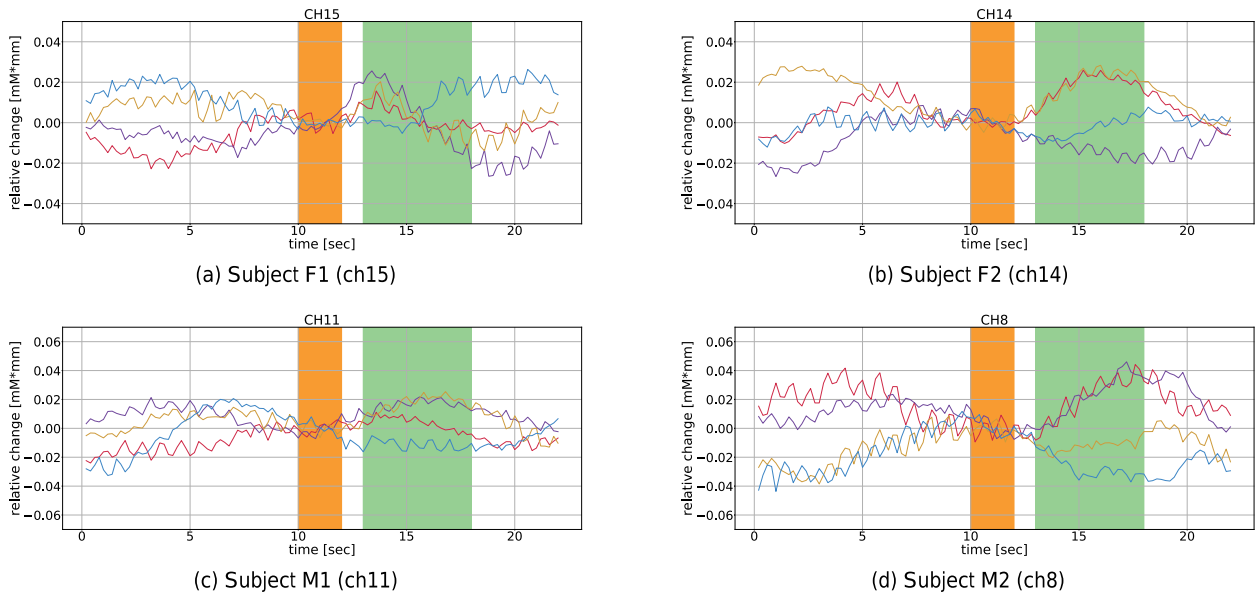 CH15
0.04
0.02
0.00
−0.02
−0.04
relative change [mM*mm]
0 5 10 15 20
time [sec]
(a) Subject F1 (ch15)
CH14
0.04
0.02
0.00
−0.02
−0.04
relative change [mM*mm]
0 5 10 15 20
time [sec]
(b) Subject F2 (ch14)
CH11
0.06
0.04
0.02
0.00
−0.02
−0.04
−0.06
relative change [mM*mm]
0 5 10 15 20
time [sec]
(c) Subject M1 (ch11)
CH8
0.06
0.04
0.02
0.00
−0.02
−0.04
−0.06
relative change [mM*mm]
0 5 10 15 20
time [sec]
(d) Subject M2 (ch8)